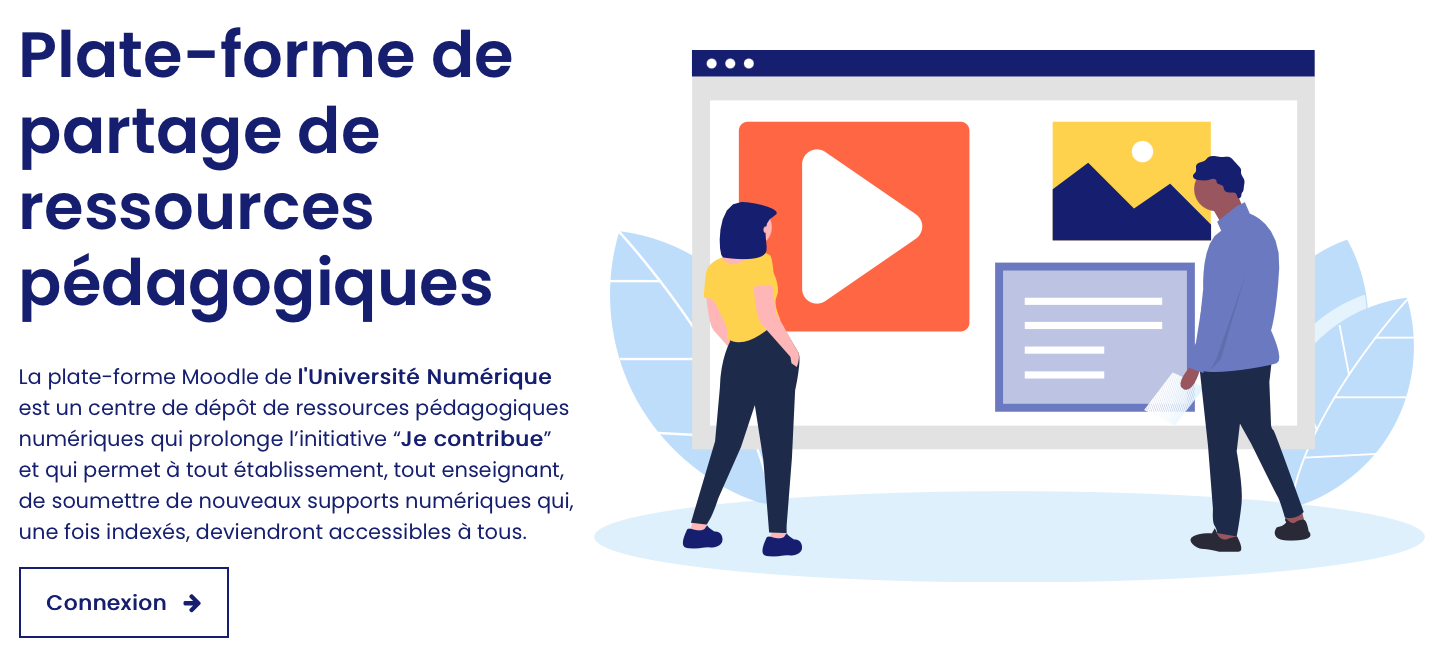 Plate-forme de
partage de
ressources
pédagogiques
La plate-forme Moodle de l'Université Numérique
est un centre de dépôt de ressources pédagogiques
numériques qui prolonge l’initiative “Je contribue”
et qui permet à tout établissement, tout enseignant,
de soumettre de nouveaux supports numériques qui,
une fois indexés, deviendront accessibles à tous.
Connexion